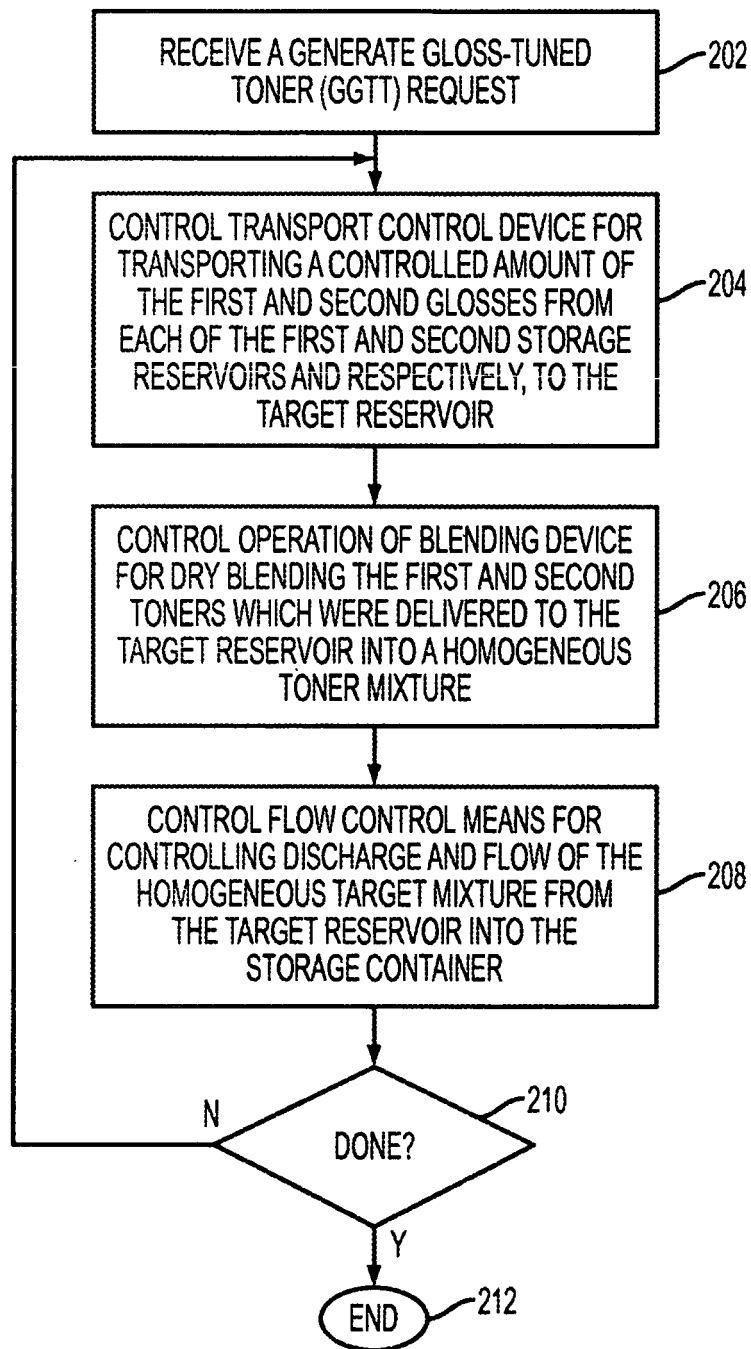 RECEIVE A GENERATE GLOSS-TUNED
TONER (GGTT) REQUEST
202
CONTROL TRANSPORT CONTROL DEVICE FOR
TRANSPORTING A CONTROLLED AMOUNT OF
THE FIRST AND SECOND GLOSSES FROM
EACH OF THE FIRST AND SECOND STORAGE
RESERVOIRS AND RESPECTIVELY, TO THE
TARGET RESERVOIR
204
CONTROL OPERATION OF BLENDING DEVICE
FOR DRY BLENDING THE FIRST AND SECOND
TONERS WHICH WERE DELIVERED TO THE
TARGET RESERVOIR INTO A HOMOGENEOUS
TONER MIXTURE
206
CONTROL FLOW CONTROL MEANS FOR
CONTROLLING DISCHARGE AND FLOW OF THE
HOMOGENEOUS TARGET MIXTURE FROM
THE TARGET RESERVOIR INTO THE
STORAGE CONTAINER
208
N
DONE?
210
Y
END
212